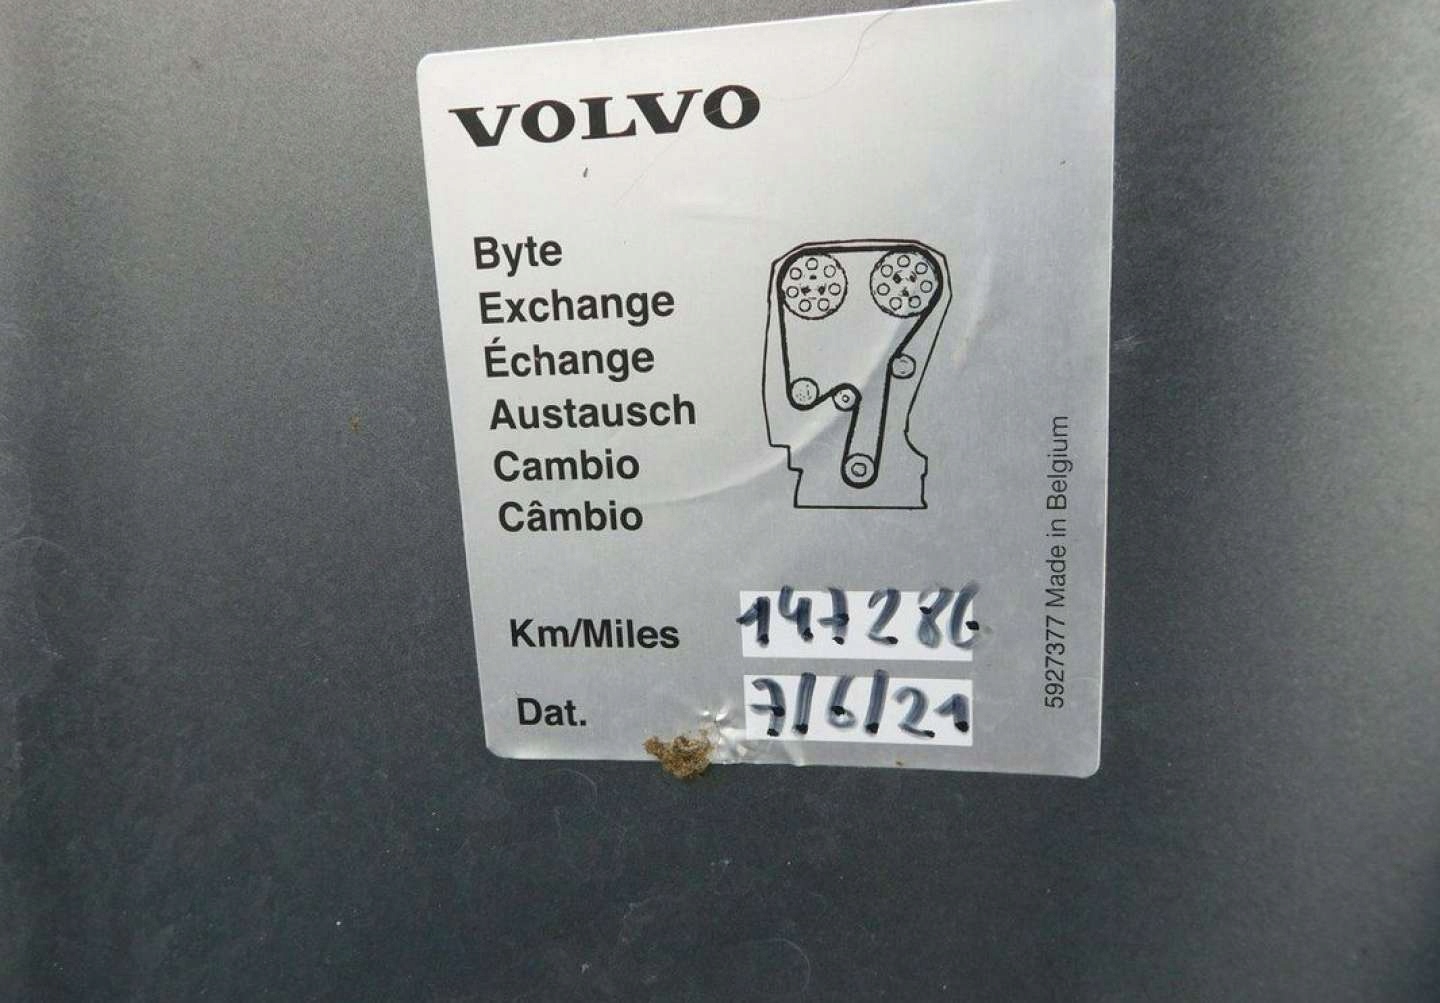 VOLVO
Byte
Exchange
Échange
Austausch
Cambio
Câmbio
Km/Miles 147286
Dat. 7/6/21
5927377 Made in Belgium